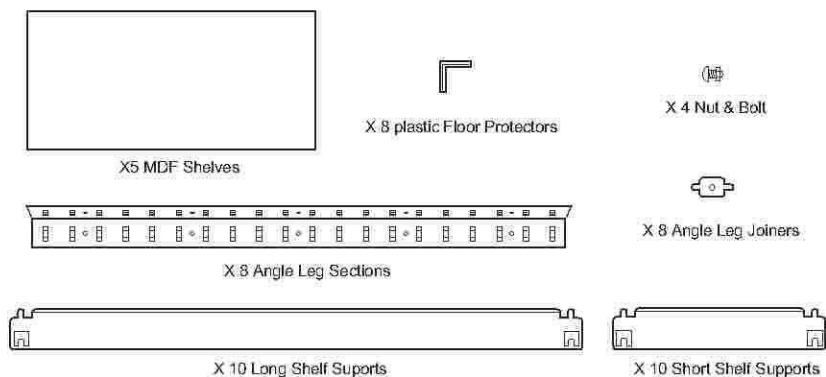 X 8 plastic Floor Protectors
X 4 Nut & Bolt
X5 MDF Shelves
X 8 Angle Leg Joiners
X 8 Angle Leg Sections
X 10 Long Shelf Suports
X 10 Short Shelf Supports